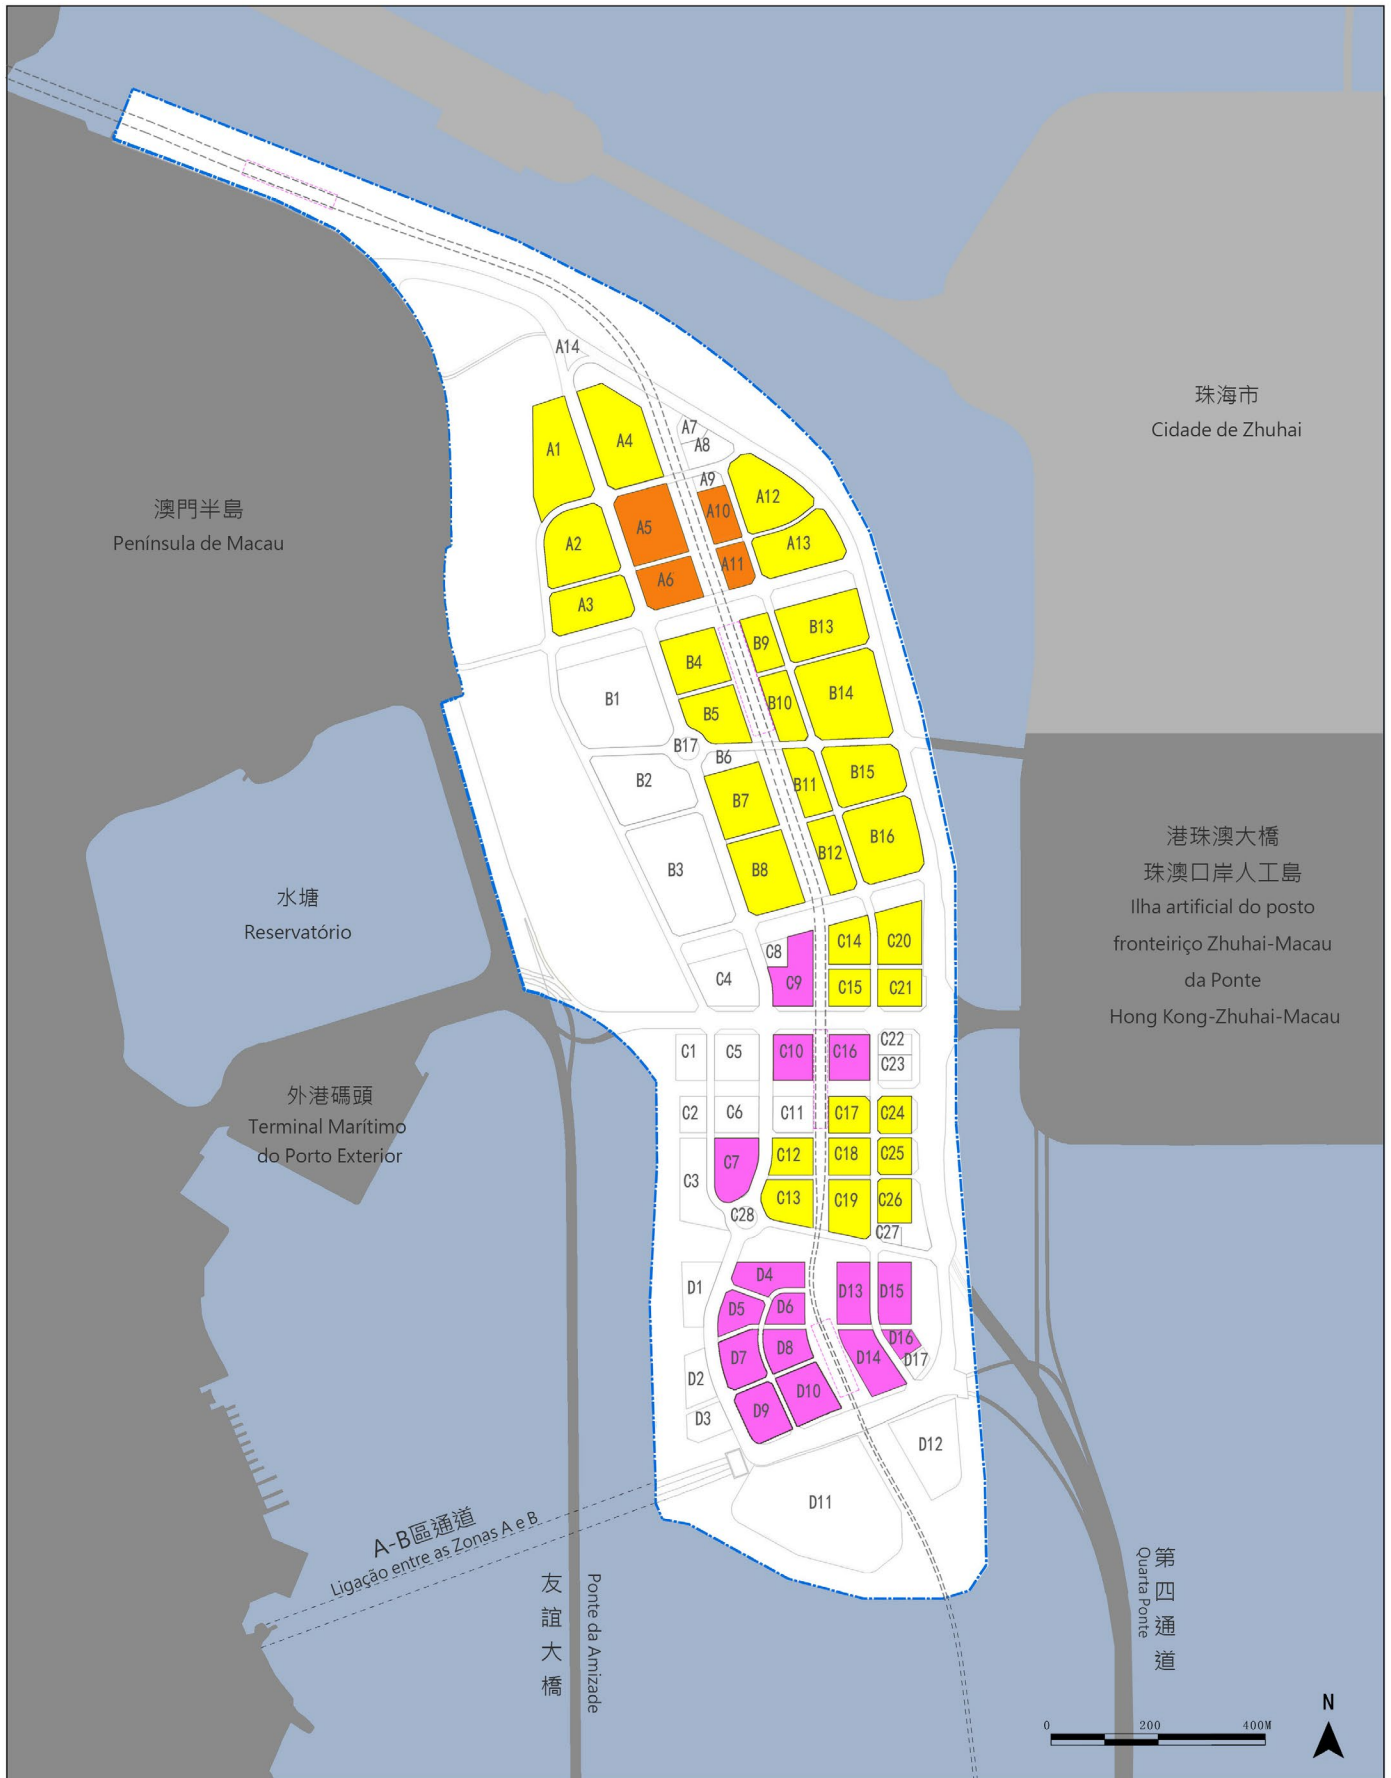 A14
A7
A8
A4
A1
A9
A12
A10
A5
A2
A13
A11
A6
A3
珠海市
Cidade de Zhuhai
澳門半島
Península de Macau
B13
B9
B4
B14
B1
B10
B5
B17
B6
B15
B2
B11
B7
B16
B12
B8
B3
港珠澳大橋
珠澳口岸人工島
Ilha artificial do posto
fronteiriço Zhuhai-Macau
da Ponte
Hong Kong-Zhuhai-Macau
水塘
Reservatório
C14
C20
C8
C4
C9
C15
C21
C22
C1
C5
C10
C16
C23
C2
C6
C11
C17
C24
C12
C18
C25
C7
C3
C13
C19
C26
C28
C27
外港碼頭
Terminal Marítimo
do Porto Exterior
D4
D1
D13
D15
D5
D6
D16
D8
D7
D14
D17
D2
D10
D9
D3
D12
D11
A-B區通道
Ligação entre as Zonas A e B
友誼大橋
Ponte da Amizade
第四通道
Quarta Ponte
N
0 200 400M